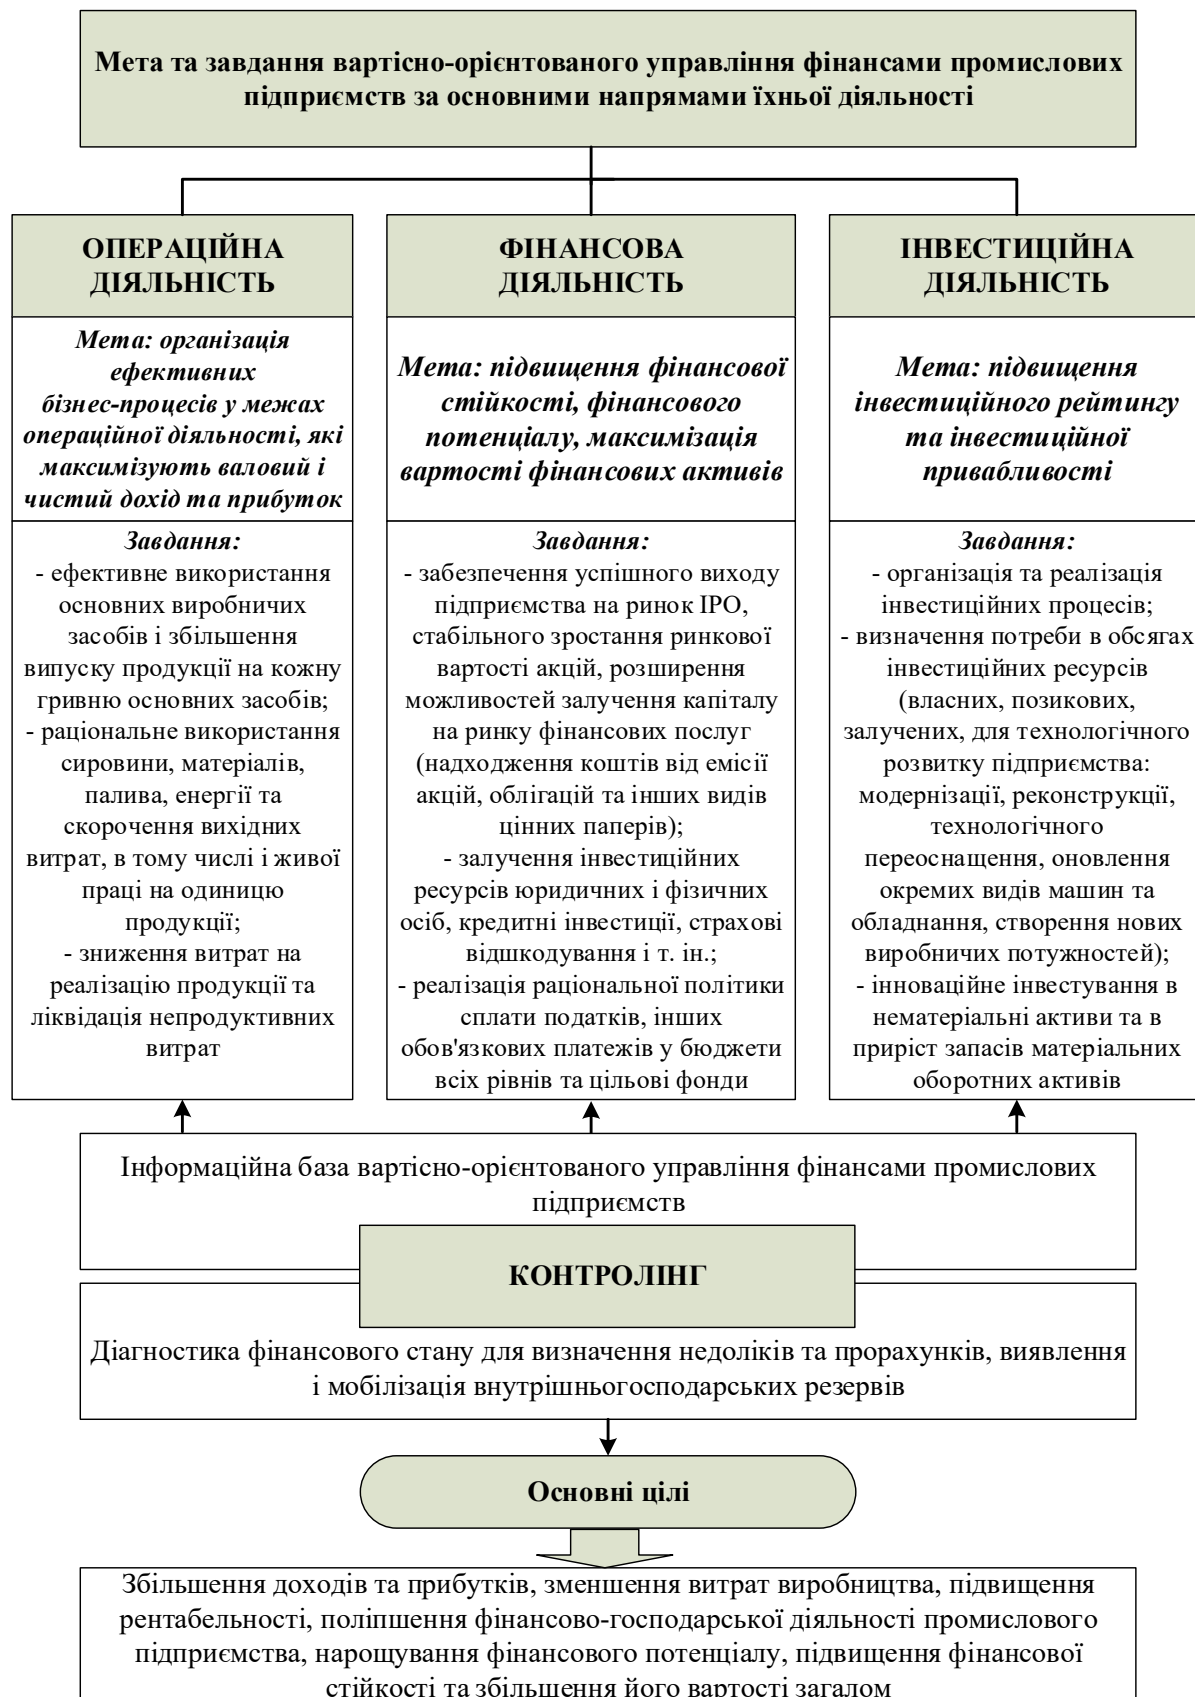 Мета та завдання вартісно-орієнтованого управління фінансами промислових
підприємств за основними напрямами їхньої діяльності
ОПЕРАЦІЙНА
ДІЯЛЬНІСТЬ
Мета: організація
ефективних
бізнес-процесів у межах
операційної діяльності, які
максимізують валовий і
чистий дохід та прибуток
Завдання:
- ефективне використання
основних виробничих
засобів і збільшення
випуску продукції на кожну
гривню основних засобів;
- раціональне використання
сировини, матеріалів,
палива, енергії та
скорочення вихідних
витрат, в тому числі і живої
праці на одиницю
продукції;
- зниження витрат на
реалізацію продукції та
ліквідація непродуктивних
витрат
ФІНАНСОВА
ДІЯЛЬНІСТЬ
Мета: підвищення фінансової
стійкості, фінансового
потенціалу, максимізація
вартості фінансових активів
Завдання:
- забезпечення успішного виходу
підприємства на ринок IPO,
стабільного зростання ринкової
вартості акцій, розширення
можливостей залучення капіталу
на ринку фінансових послуг
(надходження коштів від емісії
акцій, облігацій та інших видів
цінних паперів);
- залучення інвестиційних
ресурсів юридичних і фізичних
осіб, кредитні інвестиції, страхові
відшкодування і т. ін.;
- реалізація раціональної політики
сплати податків, інших
обов'язкових платежів у бюджети
всіх рівнів та цільові фонди
ІНВЕСТИЦІЙНА
ДІЯЛЬНІСТЬ
Мета: підвищення
інвестиційного рейтингу
та інвестиційної
привабливості
Завдання:
- організація та реалізація
інвестиційних процесів;
- визначення потреби в обсягах
інвестиційних ресурсів
(власних, позикових,
залучених, для технологічного
розвитку підприємства:
модернізації, реконструкції,
технологічного
переоснащення, оновлення
окремих видів машин та
обладнання, створення нових
виробничих потужностей);
- інноваційне інвестування в
нематеріальні активи та в
приріст запасів матеріальних
оборотних активів
Інформаційна база вартісно-орієнтованого управління фінансами промислових
підприємств
КОНТРОЛІНГ
Діагностика фінансового стану для визначення недоліків та прорахунків, виявлення
і мобілізація внутрішньогосподарських резервів
Основні цілі
Збільшення доходів та прибутків, зменшення витрат виробництва, підвищення
рентабельності, поліпшення фінансово-господарської діяльності промислового
підприємства, нарощування фінансового потенціалу, підвищення фінансової
стійкості та збільшення його вартості загалом